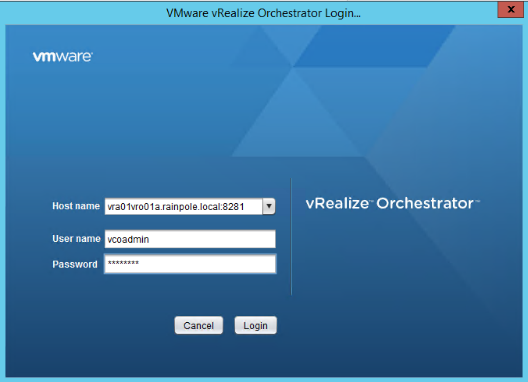 VMware vRealize Orchestrator Login...
x
vmware
Host name vra01vro01a.rainpole.local:8281
vRealize™ Orchestrator™
User name vcoadmin
Password ********
Cancel Login